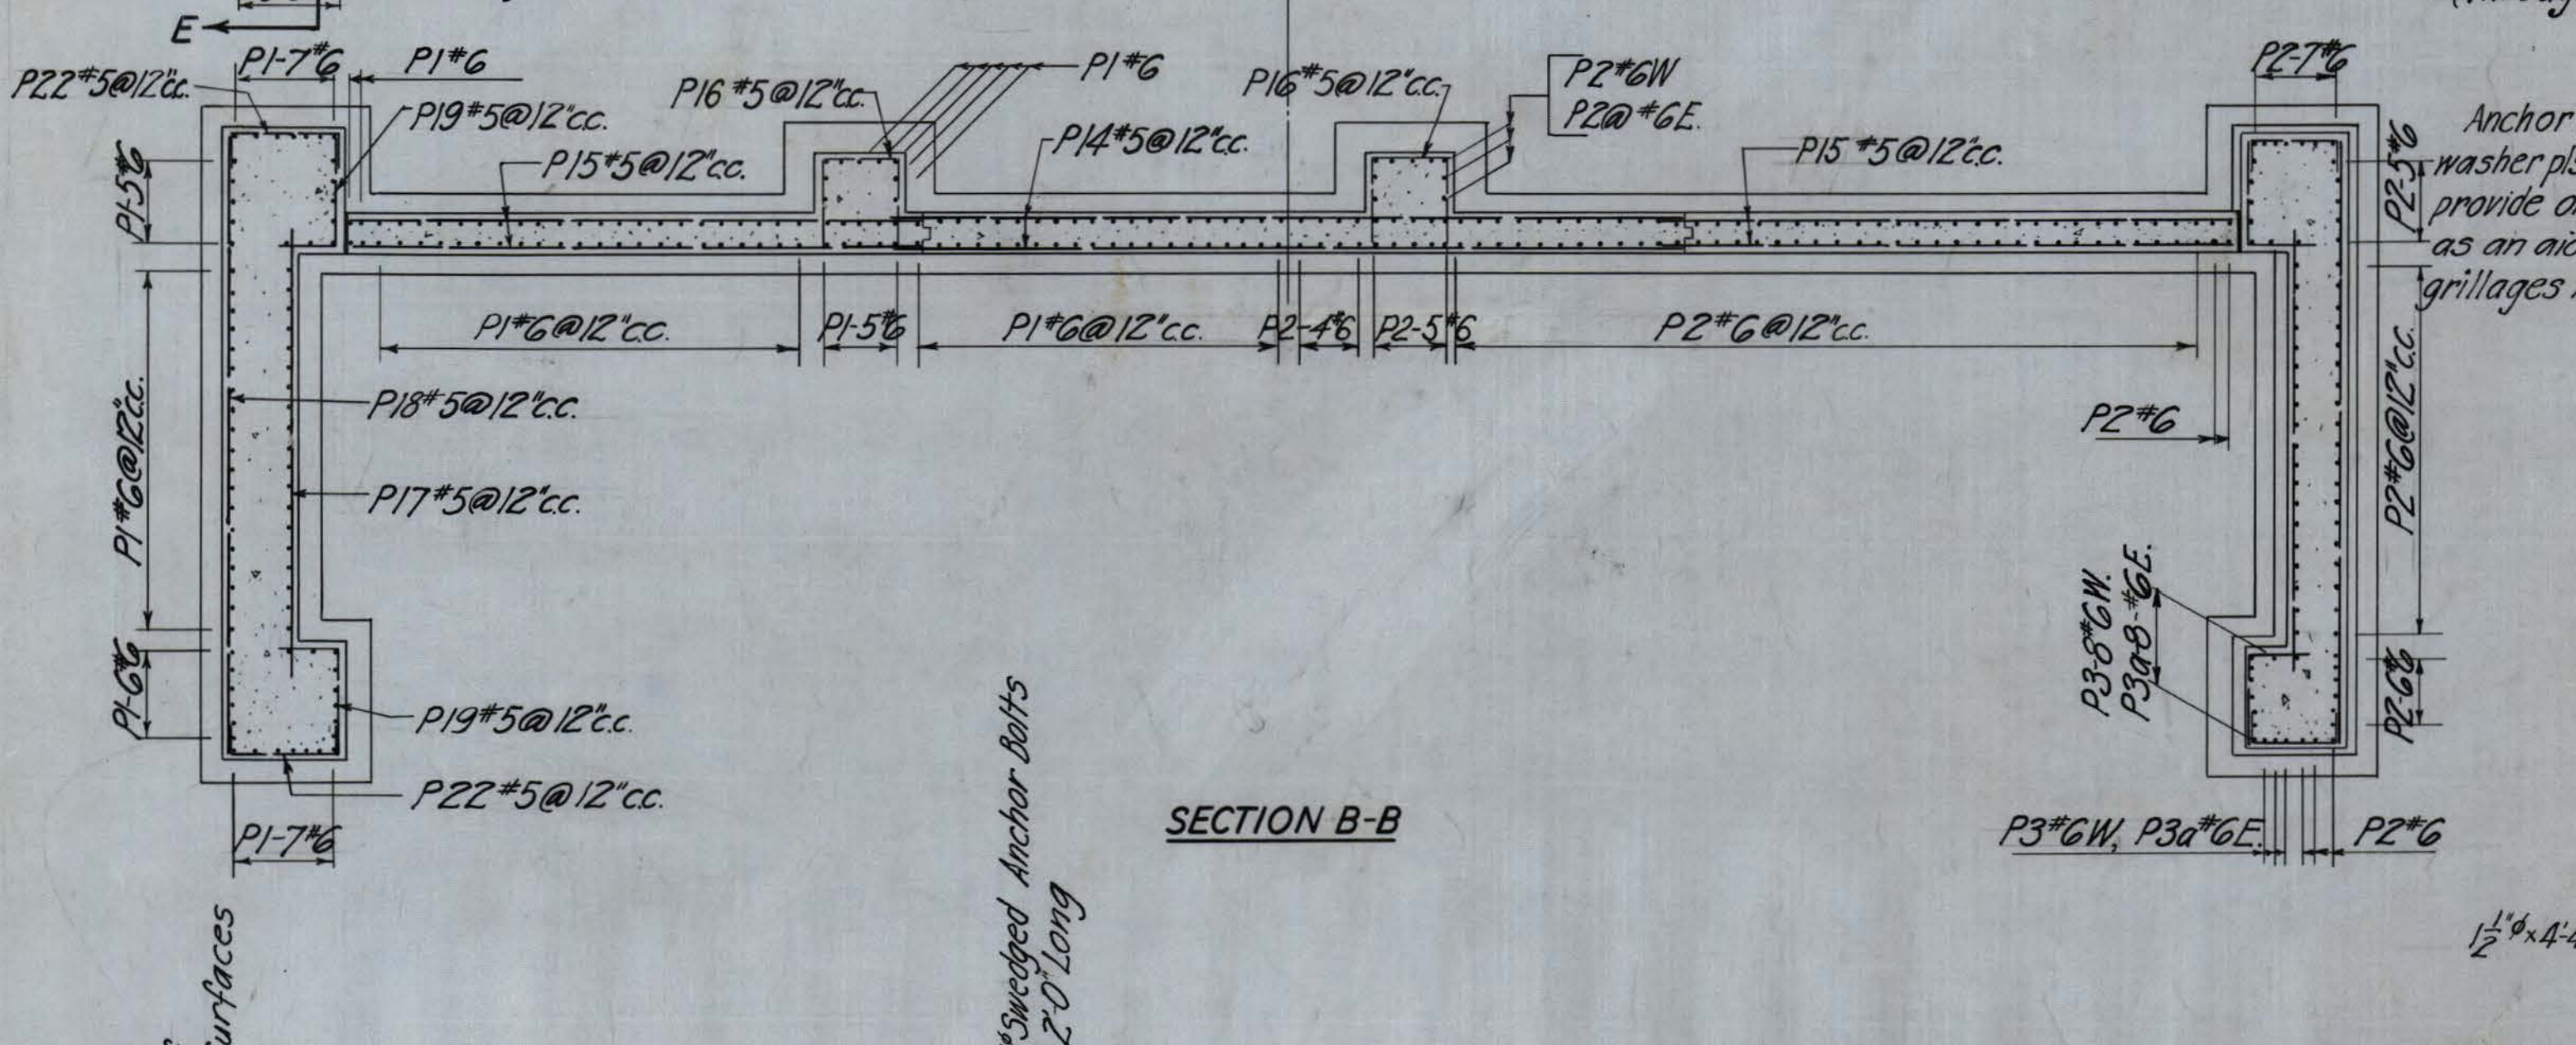 E
P1-7#6
P1#6
P22#5@12"c.c.
P19#5@12"c.c.
P16#5@12"c.c.
P1#6
P14#5@12"c.c.
P15#5@12"c.c.
P16#5@12"c.c.
P2#6W
P2@#6E.
P15#5@12"c.c.
P2-7#6
P1-5#6
P2-5#6
Anchor
washer
provide
as an
grillages
P1#6@12"c.c.
P1-5#6
P1#6@12"c.c.
P2-4#6
P2-5#6
P2#6@12"c.c.
P1#6@12"c.c.
P18#5@12"c.c.
P17#5@12"c.c.
P2#6
P2#6@12"c.c.
P1-6#6
P19#5@12"c.c.
P22#5@12"c.c.
P1-7#6
P3-8#6W.
P3a-8-#6E.
P2-6#6
P3#6W, P3a#6E.
P2#6
SECTION B-B
Swedged Anchor Bolts
2'-0" Long
1½"φx4'-4